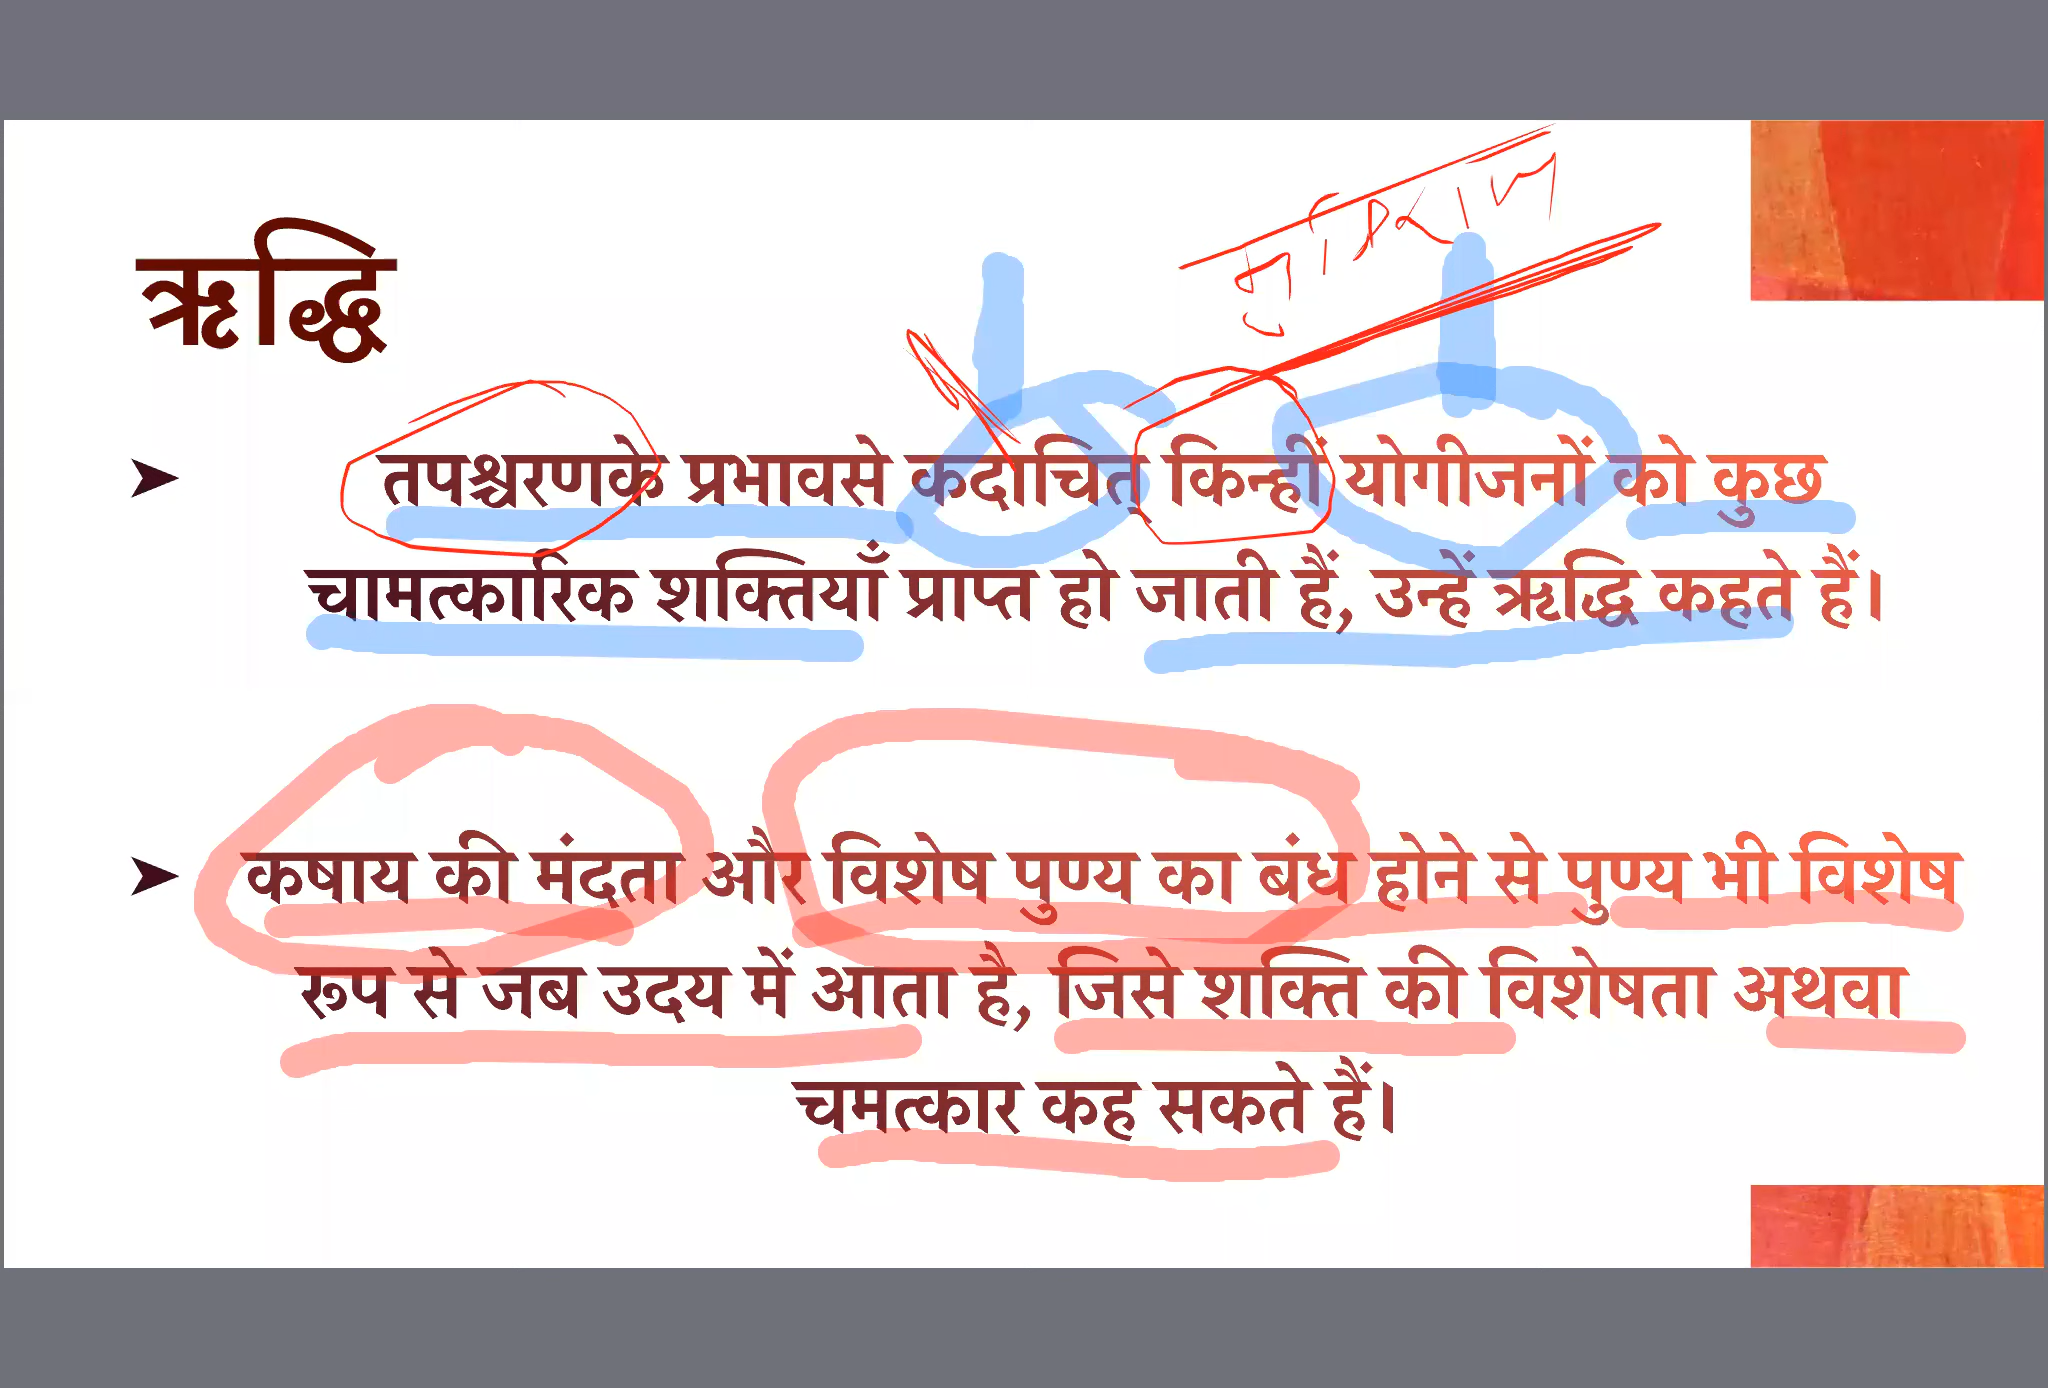 ऋद्धि
➤ तपश्चरणके प्रभावसे कदाचित् किन्हीं योगीजनों को कुछ
चामत्कारिक शक्तियाँ प्राप्त हो जाती हैं, उन्हें ऋद्धि कहते हैं।
➤ कषाय की मंदता और विशेष पुण्य का बंध होने से पुण्य भी विशेष
रूप से जब उदय में आता है, जिसे शक्ति की विशेषता अथवा
चमत्कार कह सकते हैं।